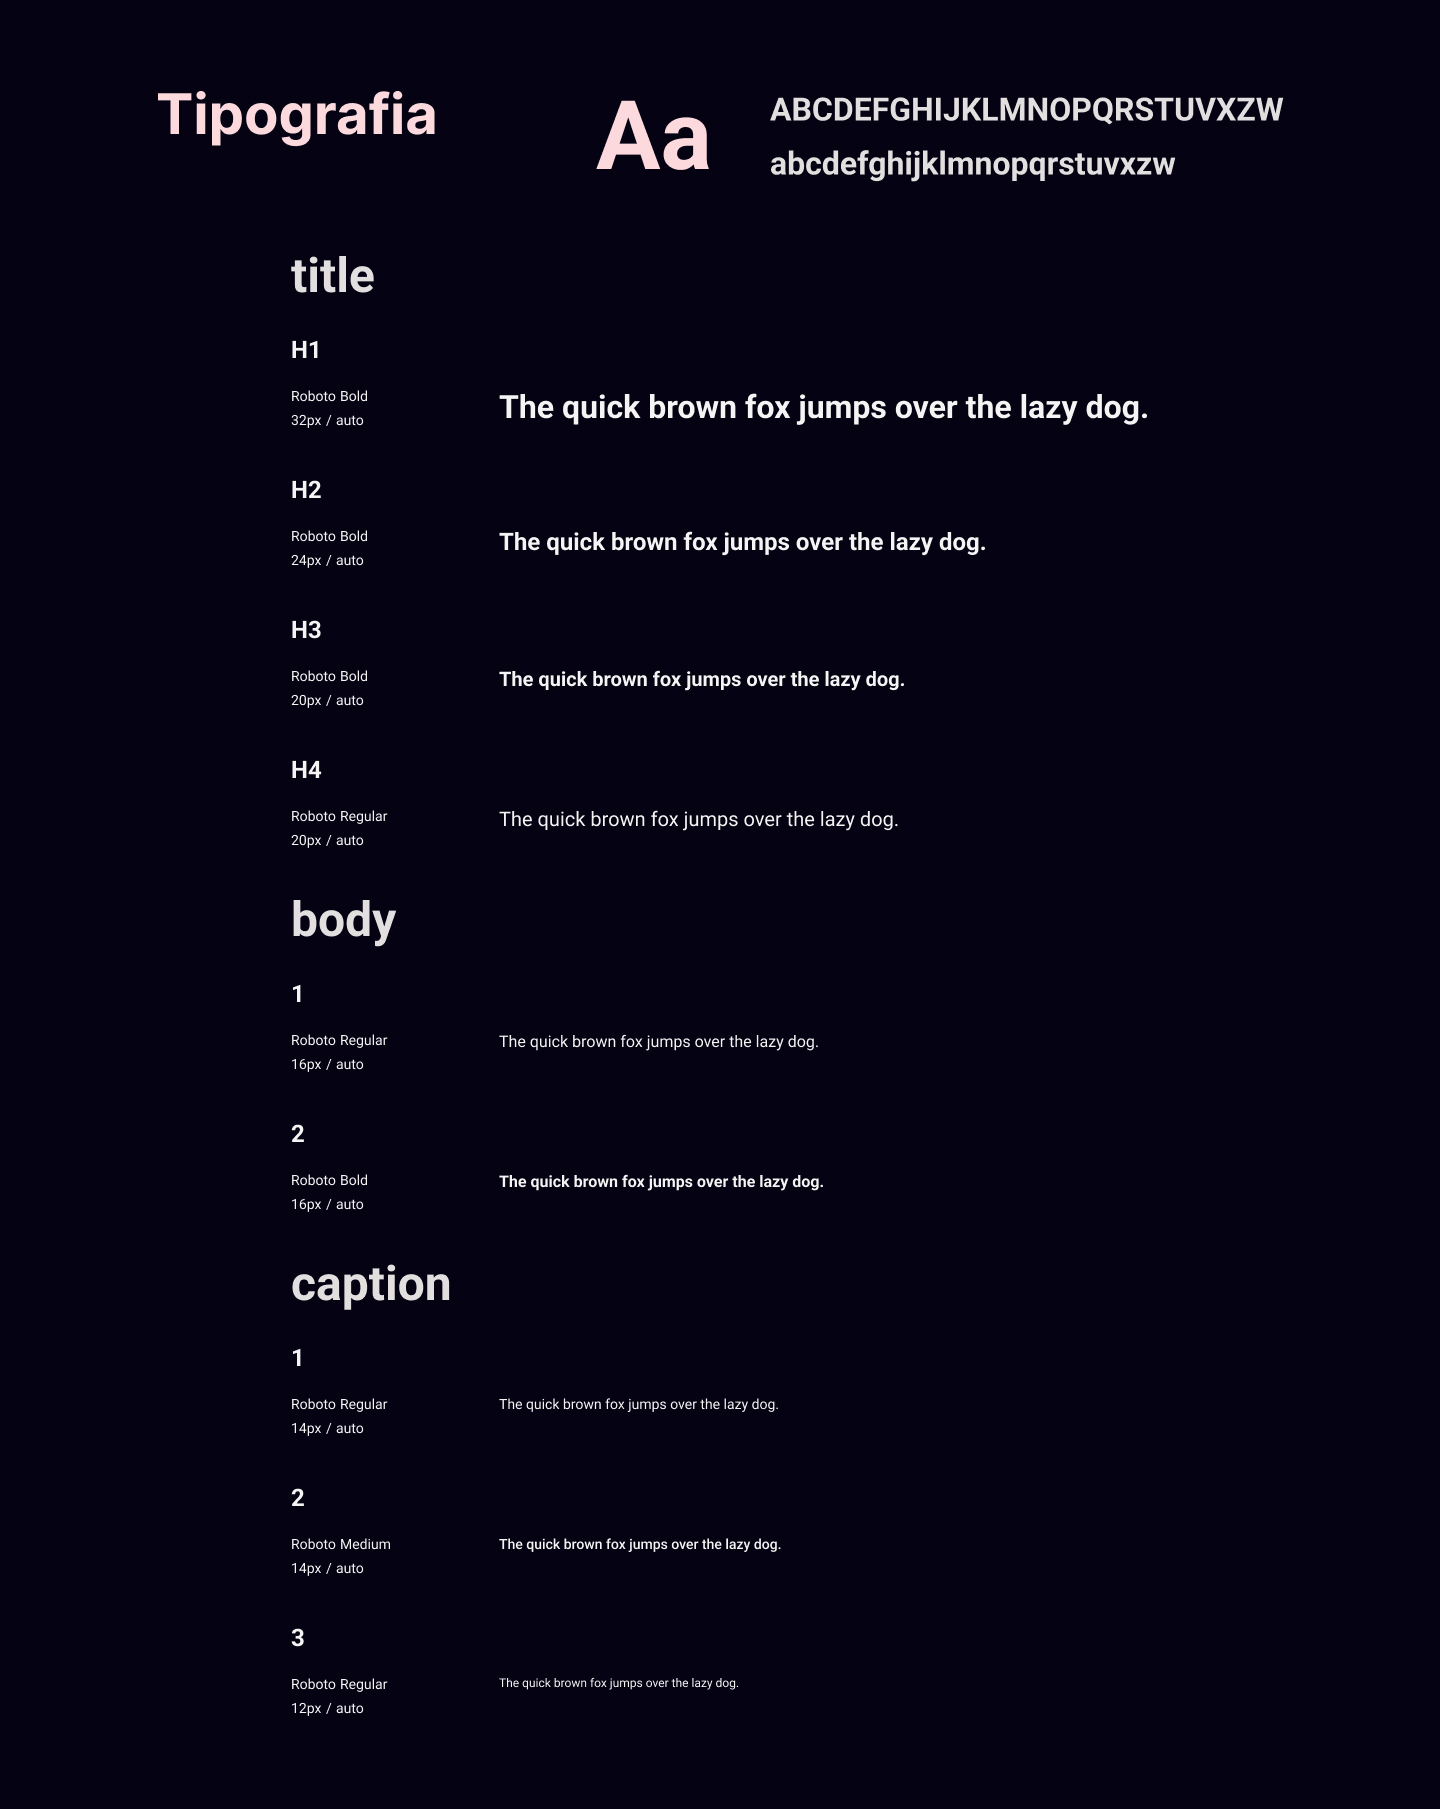 Tipografia
Aa
ABCDEFGHIJKLMNOPQRSTUVXZW
abcdefghijklmnopqrstuvxzw
title
H1
Roboto Bold
32px / auto
The quick brown fox jumps over the lazy dog.
H2
Roboto Bold
24px / auto
The quick brown fox jumps over the lazy dog.
H3
Roboto Bold
20px / auto
The quick brown fox jumps over the lazy dog.
H4
Roboto Regular
20px / auto
The quick brown fox jumps over the lazy dog.
body
1
Roboto Regular
16px / auto
The quick brown fox jumps over the lazy dog.
2
Roboto Bold
16px / auto
The quick brown fox jumps over the lazy dog.
caption
1
Roboto Regular
14px / auto
The quick brown fox jumps over the lazy dog.
2
Roboto Medium
14px / auto
The quick brown fox jumps over the lazy dog.
3
Roboto Regular
12px / auto
The quick brown fox jumps over the lazy dog.